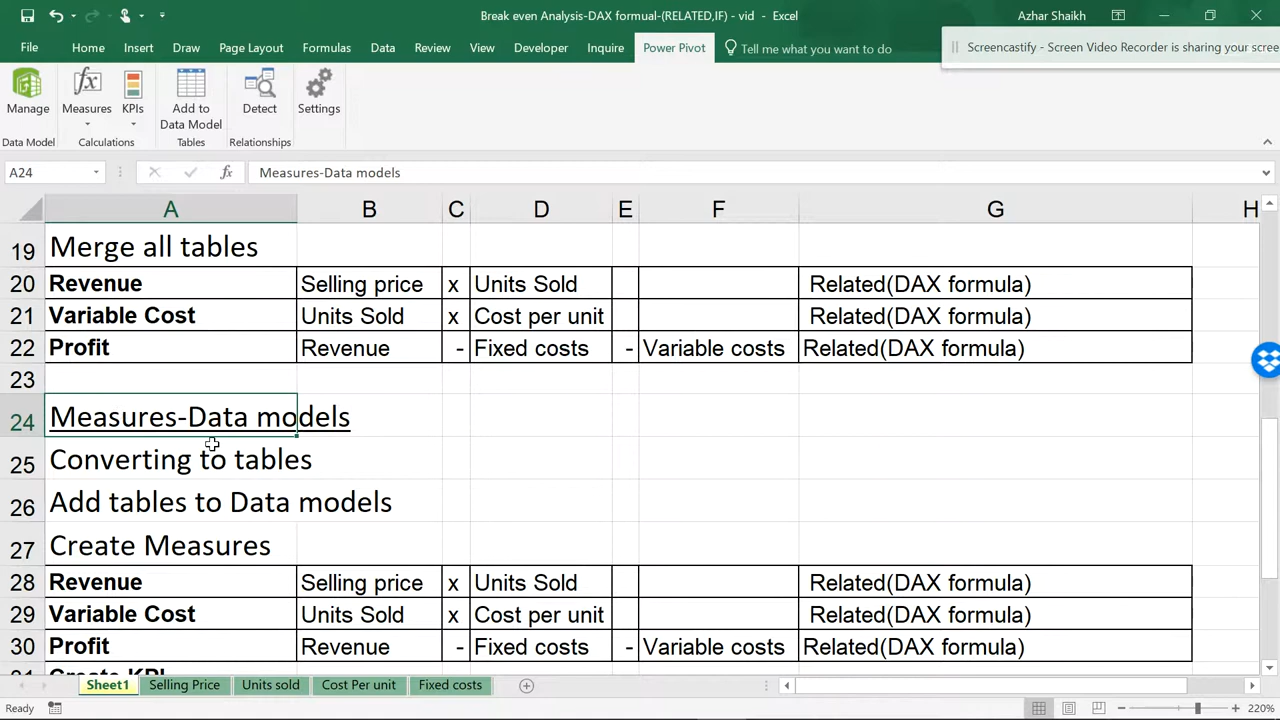 Break even Analysis-DAX formual-(RELATED,IF) - vid - Excel
Azhar Shaikh
File Home Insert Draw Page Layout Formulas Data Review View Developer Inquire Power Pivot Tell me what you want to do
Screencastify - Screen Video Recorder is sharing your scree
Manage Measures KPIs Add to Data Model Detect Settings
Data Model Calculations Tables Relationships
A24 fx Measures-Data models
A B C D E F G H
19 Merge all tables
20 Revenue Selling price x Units Sold Related(DAX formula)
21 Variable Cost Units Sold x Cost per unit Related(DAX formula)
22 Profit Revenue - Fixed costs - Variable costs Related(DAX formula)
23
24 Measures-Data models
25 Converting to tables
26 Add tables to Data models
27 Create Measures
28 Revenue Selling price x Units Sold Related(DAX formula)
29 Variable Cost Units Sold x Cost per unit Related(DAX formula)
30 Profit Revenue - Fixed costs - Variable costs Related(DAX formula)
31 Create KPI
Sheet1 Selling Price Units sold Cost Per unit Fixed costs
Ready 220%